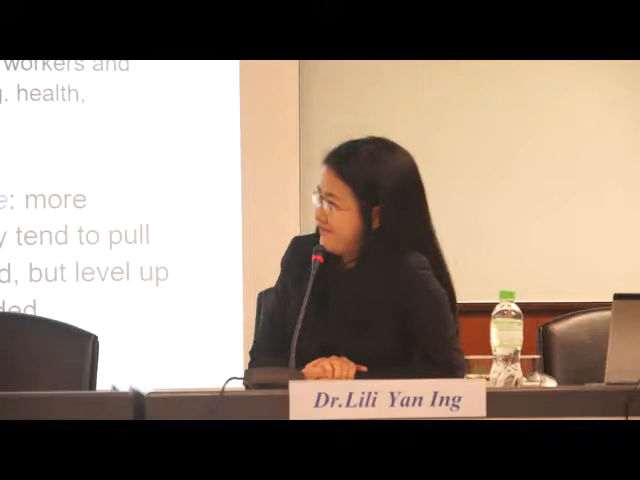 workers and
. health,
: more
tend to pull
, but level up
Dr.Lili Yan Ing